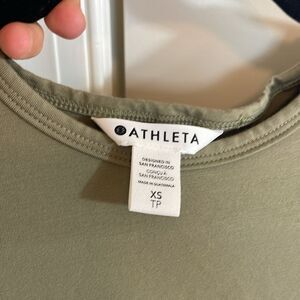 ATHLETA
DESIGNED IN
SAN FRANCISCO
CONÇU À
SAN FRANCISCO
MADE IN GUATEMALA
XS
TP